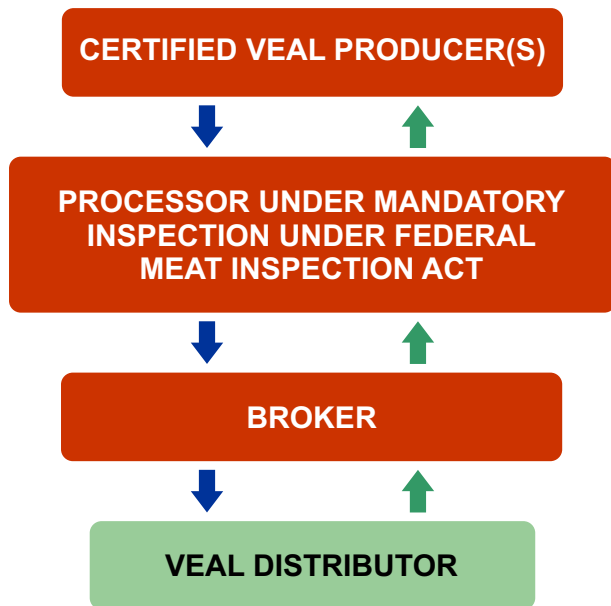 CERTIFIED VEAL PRODUCER(S)
PROCESSOR UNDER MANDATORY
INSPECTION UNDER FEDERAL
MEAT INSPECTION ACT
BROKER
VEAL DISTRIBUTOR